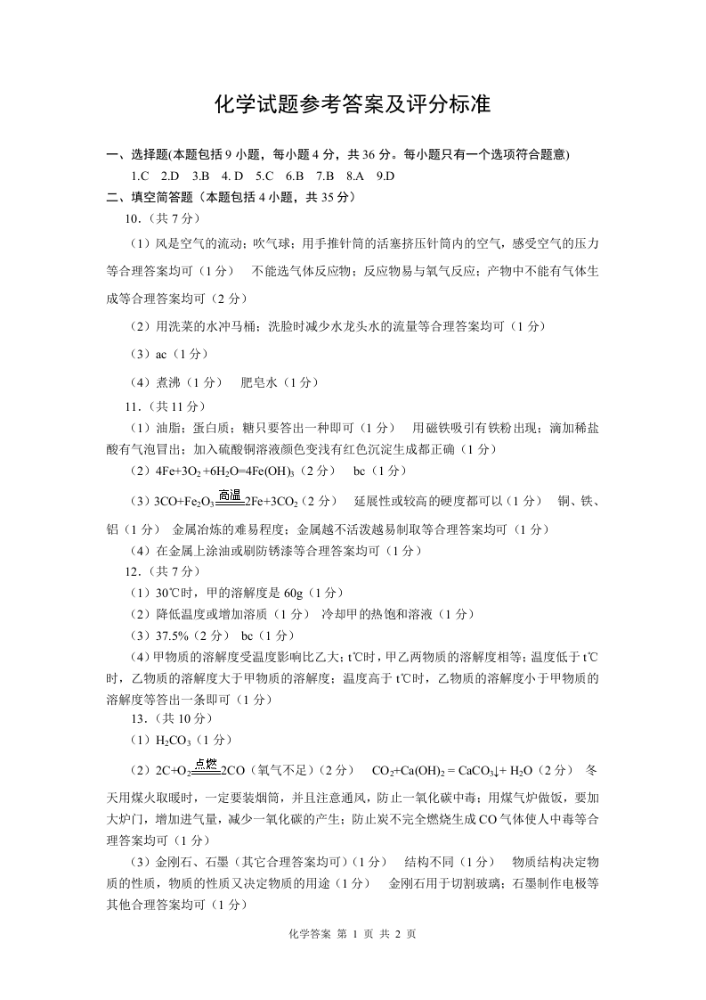 化学试题参考答案及评分标准
一、选择题(本题包括 9 小题，每小题 4 分，共 36 分。每小题只有一个选项符合题意)
1.C 2.D 3.B 4. D 5.C 6.B 7.B 8.A 9.D
二、填空简答题（本题包括 4 小题，共 35 分）
10.（共 7 分）
（1）风是空气的流动；吹气球；用手推针筒的活塞挤压针筒内的空气，感受空气的压力
等合理答案均可（1 分） 不能选气体反应物；反应物易与氧气反应；产物中不能有气体生
成等合理答案均可（2 分）
（2）用洗菜的水冲马桶；洗脸时减少水龙头水的流量等合理答案均可（1 分）
（3）ac（1 分）
（4）煮沸（1 分） 肥皂水（1 分）
11.（共 11 分）
（1）油脂；蛋白质；糖只要答出一种即可（1 分） 用磁铁吸引有铁粉出现；滴加稀盐
酸有气泡冒出；加入硫酸铜溶液颜色变浅有红色沉淀生成都正确（1 分）
（2）4Fe+3O₂ +6H₂O=4Fe(OH)₃（2 分） bc（1 分）
（3）3CO+Fe₂O₃ 高温 2Fe+3CO₂（2 分） 延展性或较高的硬度都可以（1 分） 铜、铁、
铝（1 分） 金属冶炼的难易程度；金属越不活泼越易制取等合理答案均可（1 分）
（4）在金属上涂油或刷防锈漆等合理答案均可（1 分）
12.（共 7 分）
（1）30℃时，甲的溶解度是 60g（1 分）
（2）降低温度或增加溶质（1 分） 冷却甲的热饱和溶液（1 分）
（3）37.5%（2 分） bc（1 分）
（4）甲物质的溶解度受温度影响比乙大；t℃时，甲乙两物质的溶解度相等；温度低于 t℃
时，乙物质的溶解度大于甲物质的溶解度；温度高于 t℃时，乙物质的溶解度小于甲物质的
溶解度等答出一条即可（1 分）
13.（共 10 分）
（1）H₂CO₃（1 分）
（2）2C+O₂ 点燃 2CO（氧气不足）（2 分） CO₂+Ca(OH)₂ = CaCO₃↓+ H₂O（2 分） 冬
天用煤火取暖时，一定要装烟筒，并且注意通风，防止一氧化碳中毒；用煤气炉做饭，要加
大炉门，增加进气量，减少一氧化碳的产生；防止炭不完全燃烧生成 CO 气体使人中毒等合
理答案均可（1 分）
（3）金刚石、石墨（其它合理答案均可）（1 分） 结构不同（1 分） 物质结构决定物
质的性质，物质的性质又决定物质的用途（1 分） 金刚石用于切割玻璃；石墨制作电极等
其他合理答案均可（1 分）
化学答案 第 1 页 共 2 页